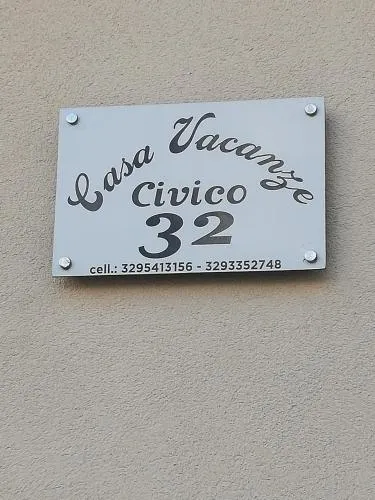 Casa Vacanze
Civico
32
cell.: 3295413156 - 3293352748